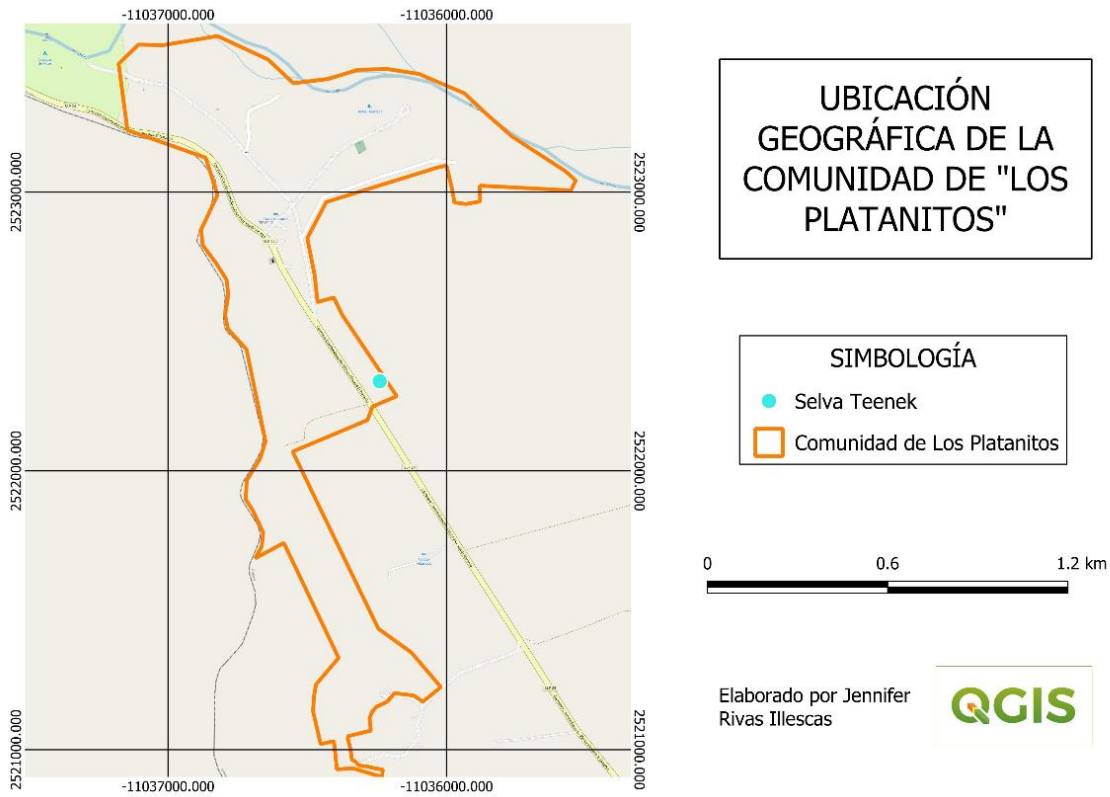 -11037000.000
-11036000.000
2523000.000
2523000.000
2522000.000
2522000.000
2521000.000
2521000.000
-11037000.000
-11036000.000
UBICACIÓN
GEOGRÁFICA DE LA
COMUNIDAD DE "LOS
PLATANITOS"
SIMBOLOGÍA
Selva Teenek
Comunidad de Los Platanitos
0
0.6
1.2 km
Elaborado por Jennifer
Rivas Illescas
QGIS